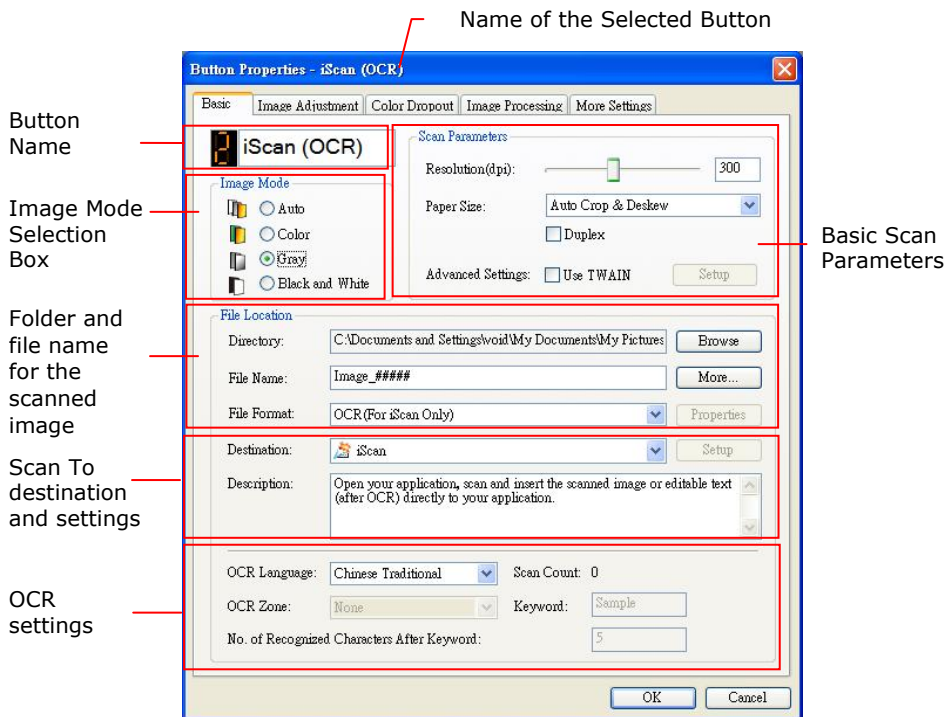 Name of the Selected Button
Button Properties - iScan (OCR)
Basic Image Adjustment Color Dropout Image Processing More Settings
Button
Name
2 iScan (OCR)
Image Mode
Selection
Box
Image Mode
Auto
Color
Gray
Black and White
Scan Parameters
Resolution(dpi): 300
Paper Size: Auto Crop & Deskew
Duplex
Advanced Settings: Use TWAIN Setup
Basic Scan
Parameters
Folder and
file name
for the
scanned
image
File Location
Directory: C:\Documents and Settings\void\My Documents\My Pictures Browse
File Name: Image_##### More...
File Format: OCR(For iScan Only) Properties
Scan To
destination
and settings
Destination: iScan Setup
Description: Open your application, scan and insert the scanned image or editable text
(after OCR) directly to your application.
OCR
settings
OCR Language: Chinese Traditional Scan Count: 0
OCR Zone: None Keyword: Sample
No. of Recognized Characters After Keyword: 5
OK Cancel